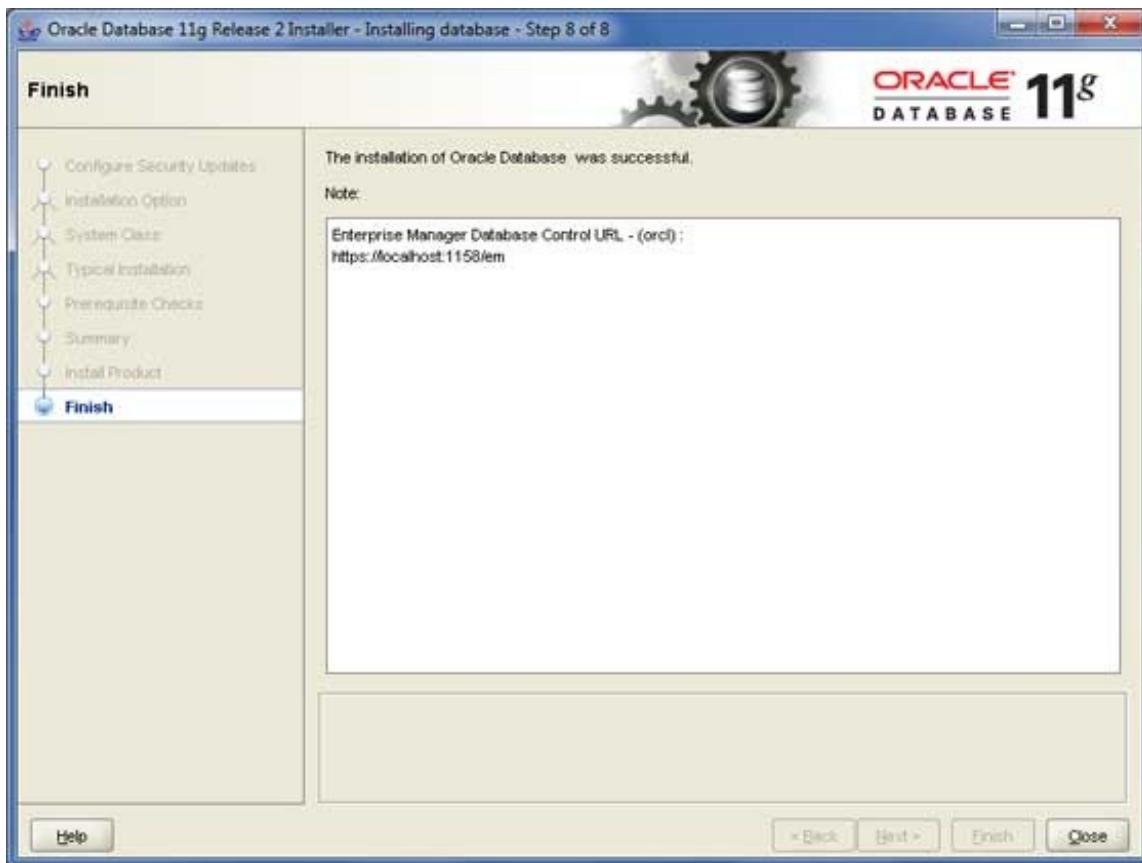 Oracle Database 11g Release 2 Installer - Installing database - Step 8 of 8
Finish
ORACLE
DATABASE
11g
Configure Security Updates
Installation Option
System Class
Typical Installation
Prerequisite Checks
Summary
Install Product
Finish
The installation of Oracle Database was successful.
Note:
Enterprise Manager Database Control URL - (orcl) :
https://localhost:1158/em
Help
< Back
Next >
Finish
Close